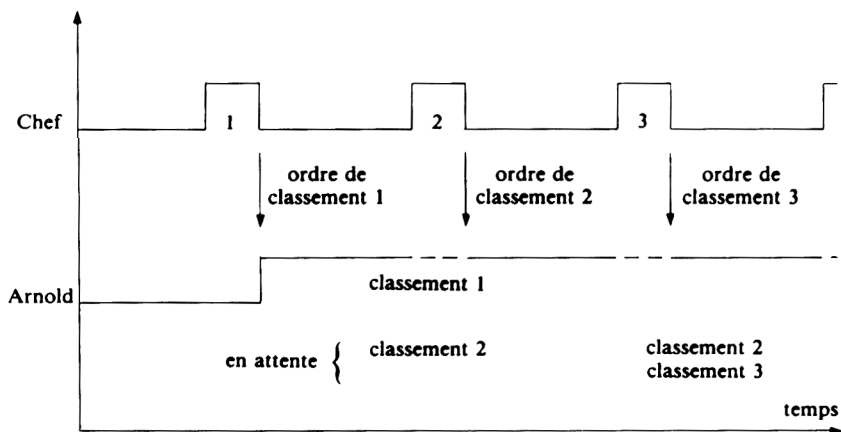 Chef
1
2
3
ordre de
classement 1
ordre de
classement 2
ordre de
classement 3
Arnold
classement 1
en attente {
classement 2
classement 2
classement 3
temps